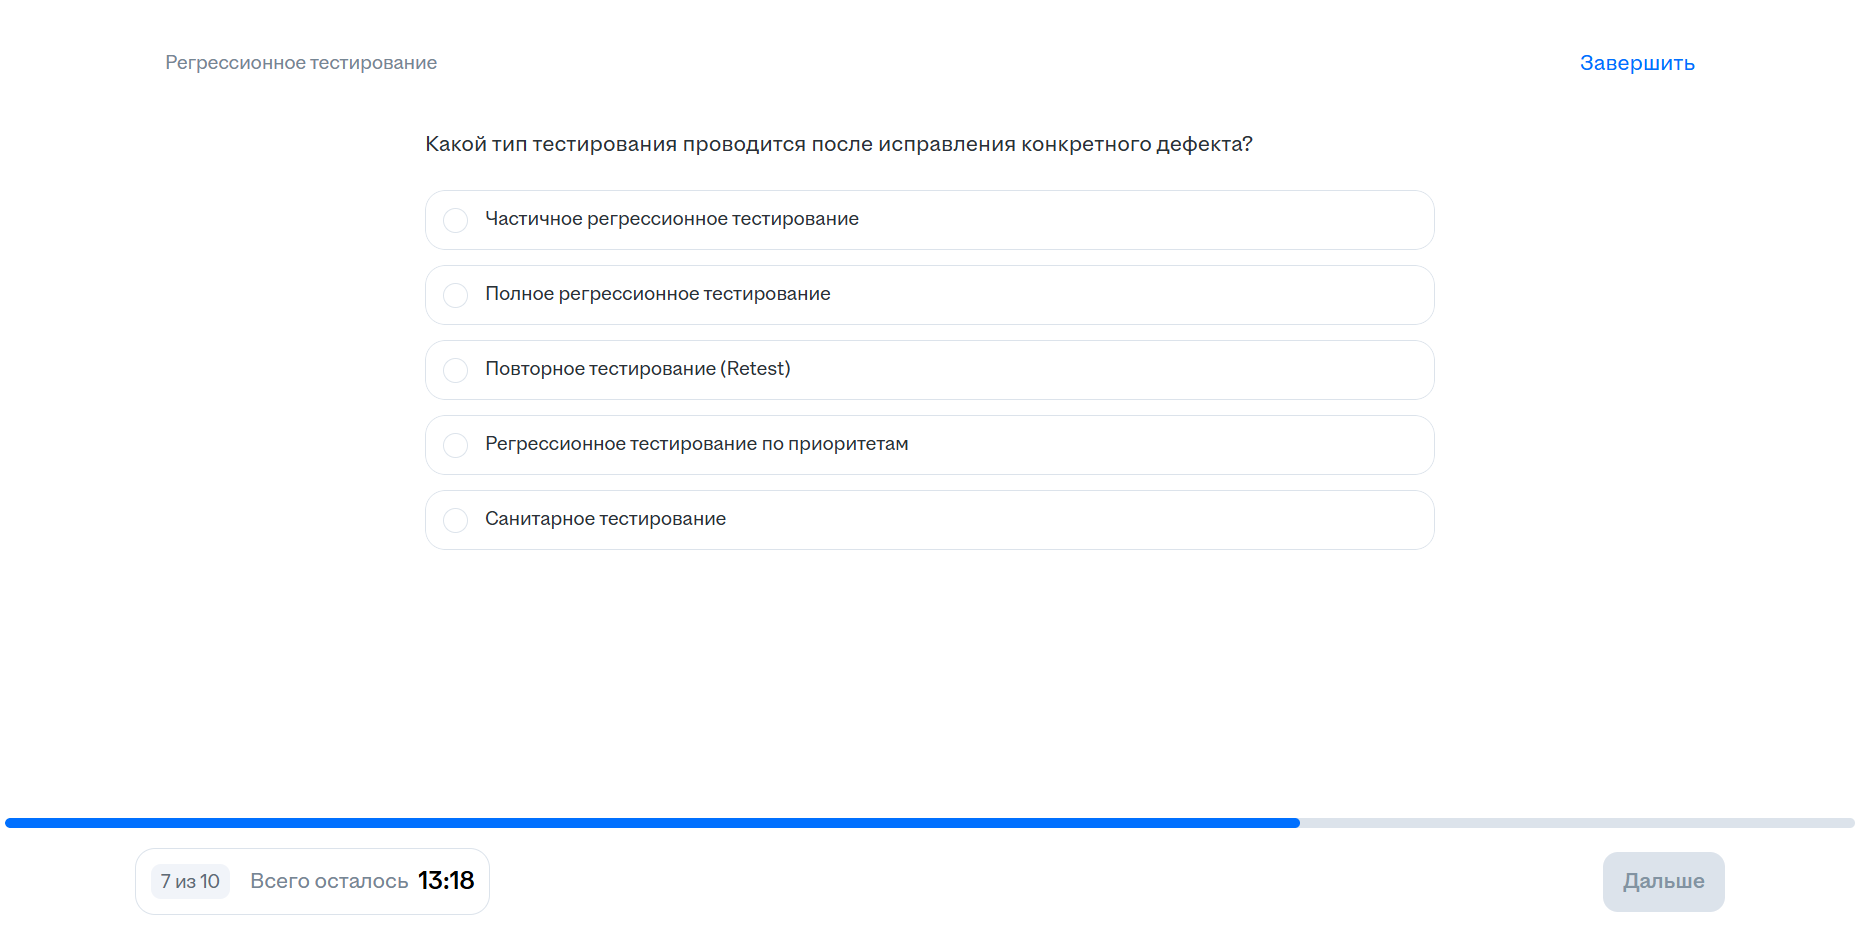 Регрессионное тестирование
Завершить
Какой тип тестирования проводится после исправления конкретного дефекта?
Частичное регрессионное тестирование
Полное регрессионное тестирование
Повторное тестирование (Retest)
Регрессионное тестирование по приоритетам
Санитарное тестирование
7 из 10 Всего осталось 13:18
Дальше